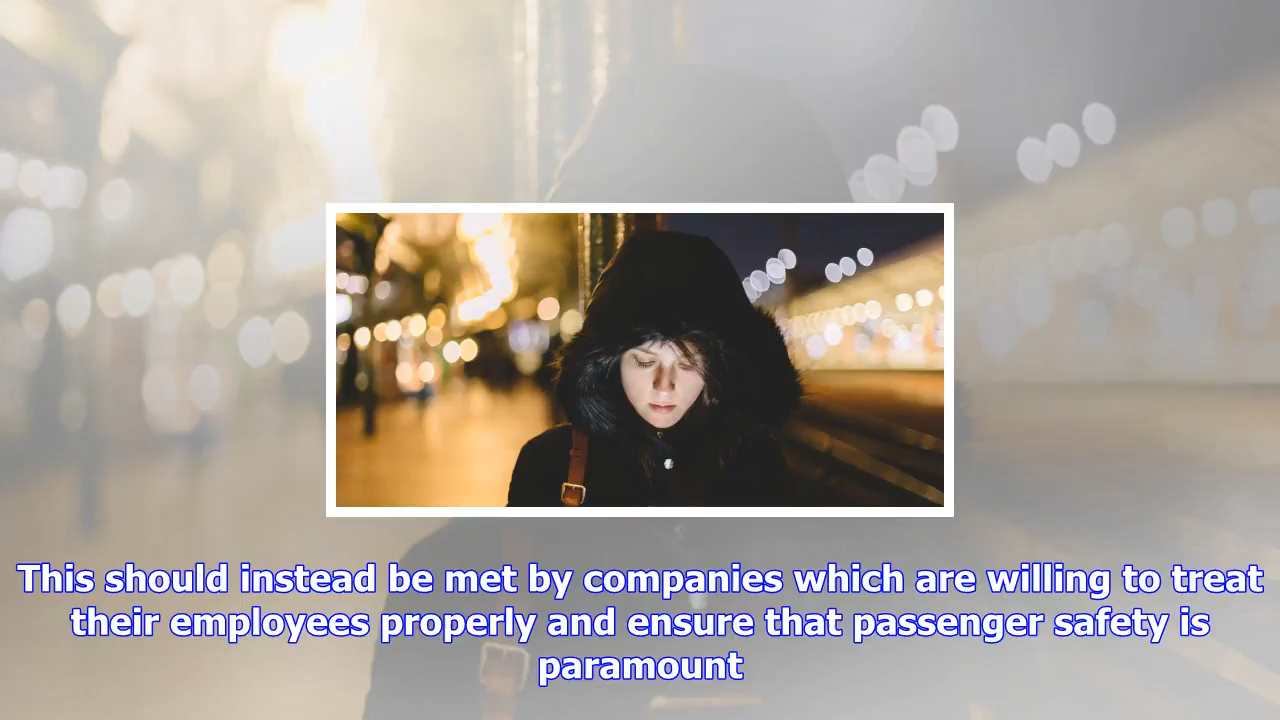 This should instead be met by companies which are willing to treat
their employees properly and ensure that passenger safety is
paramount